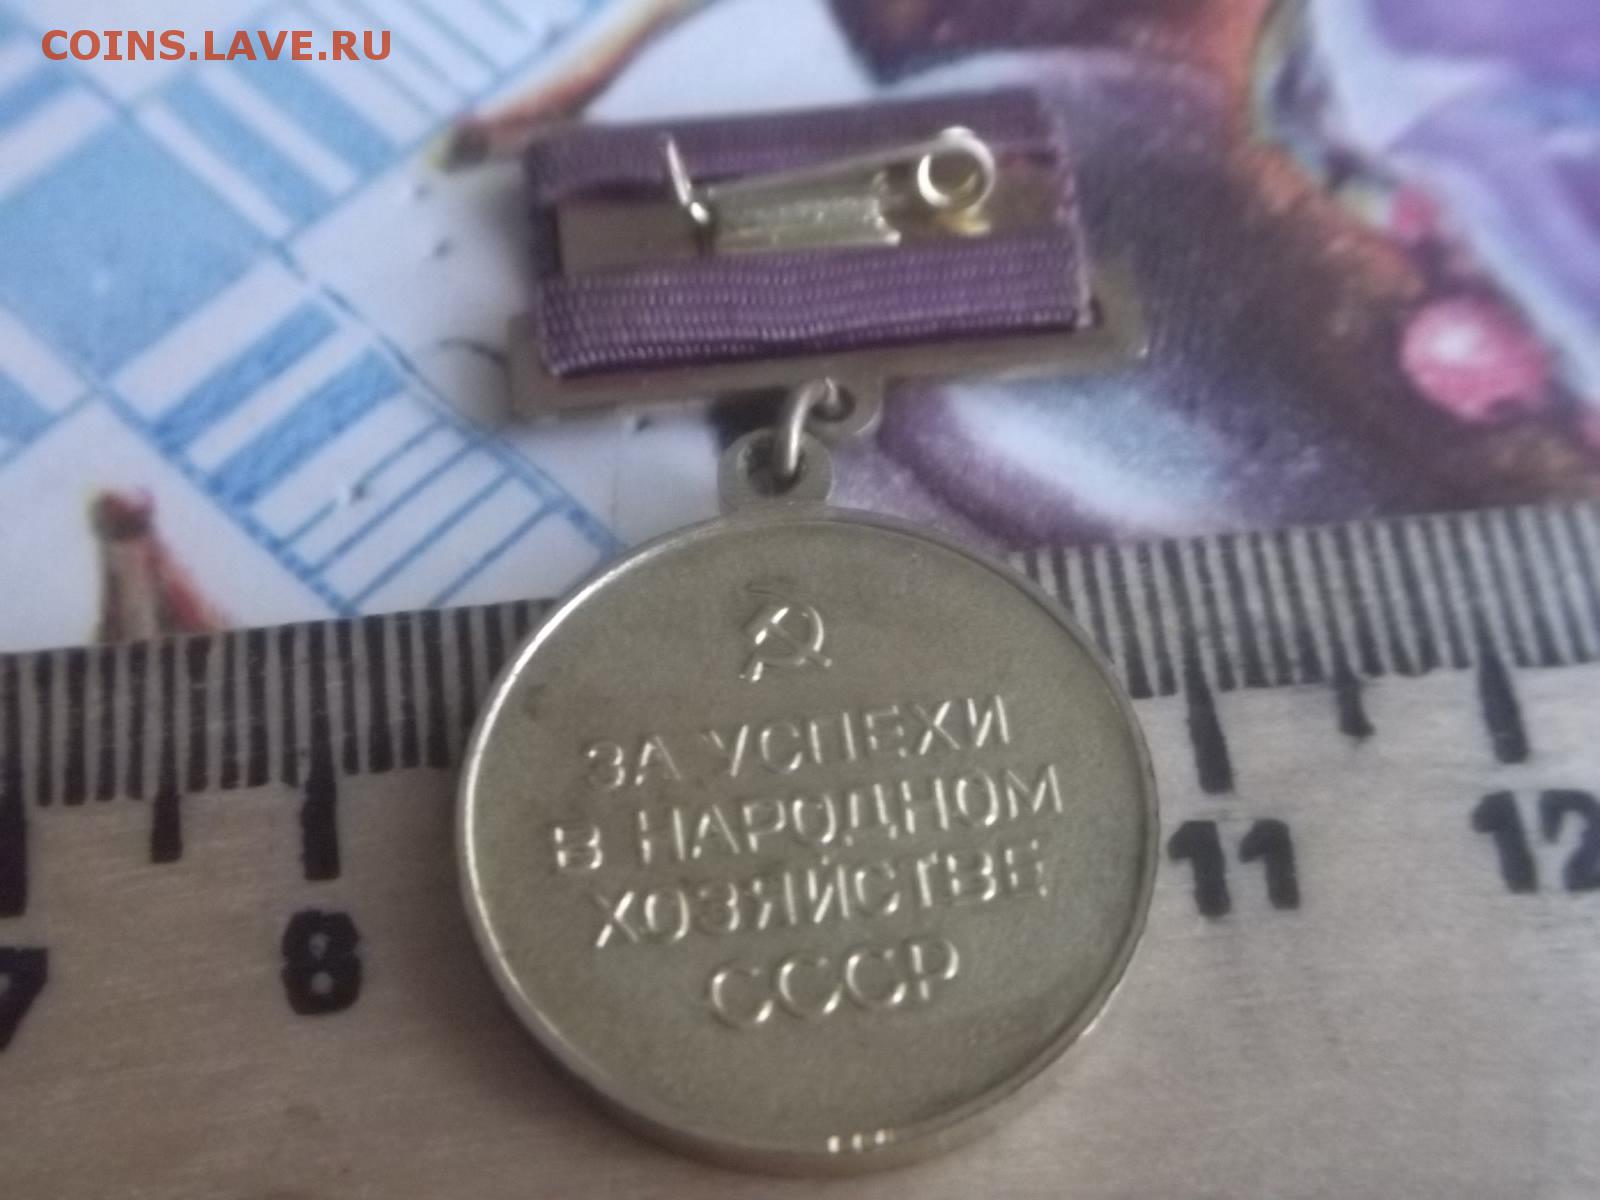 COINS.LAVE.RU
ЗА УСПЕХИ
В НАРОДНОМ
ХОЗЯЙСТВЕ
СССР
7 8 11 12